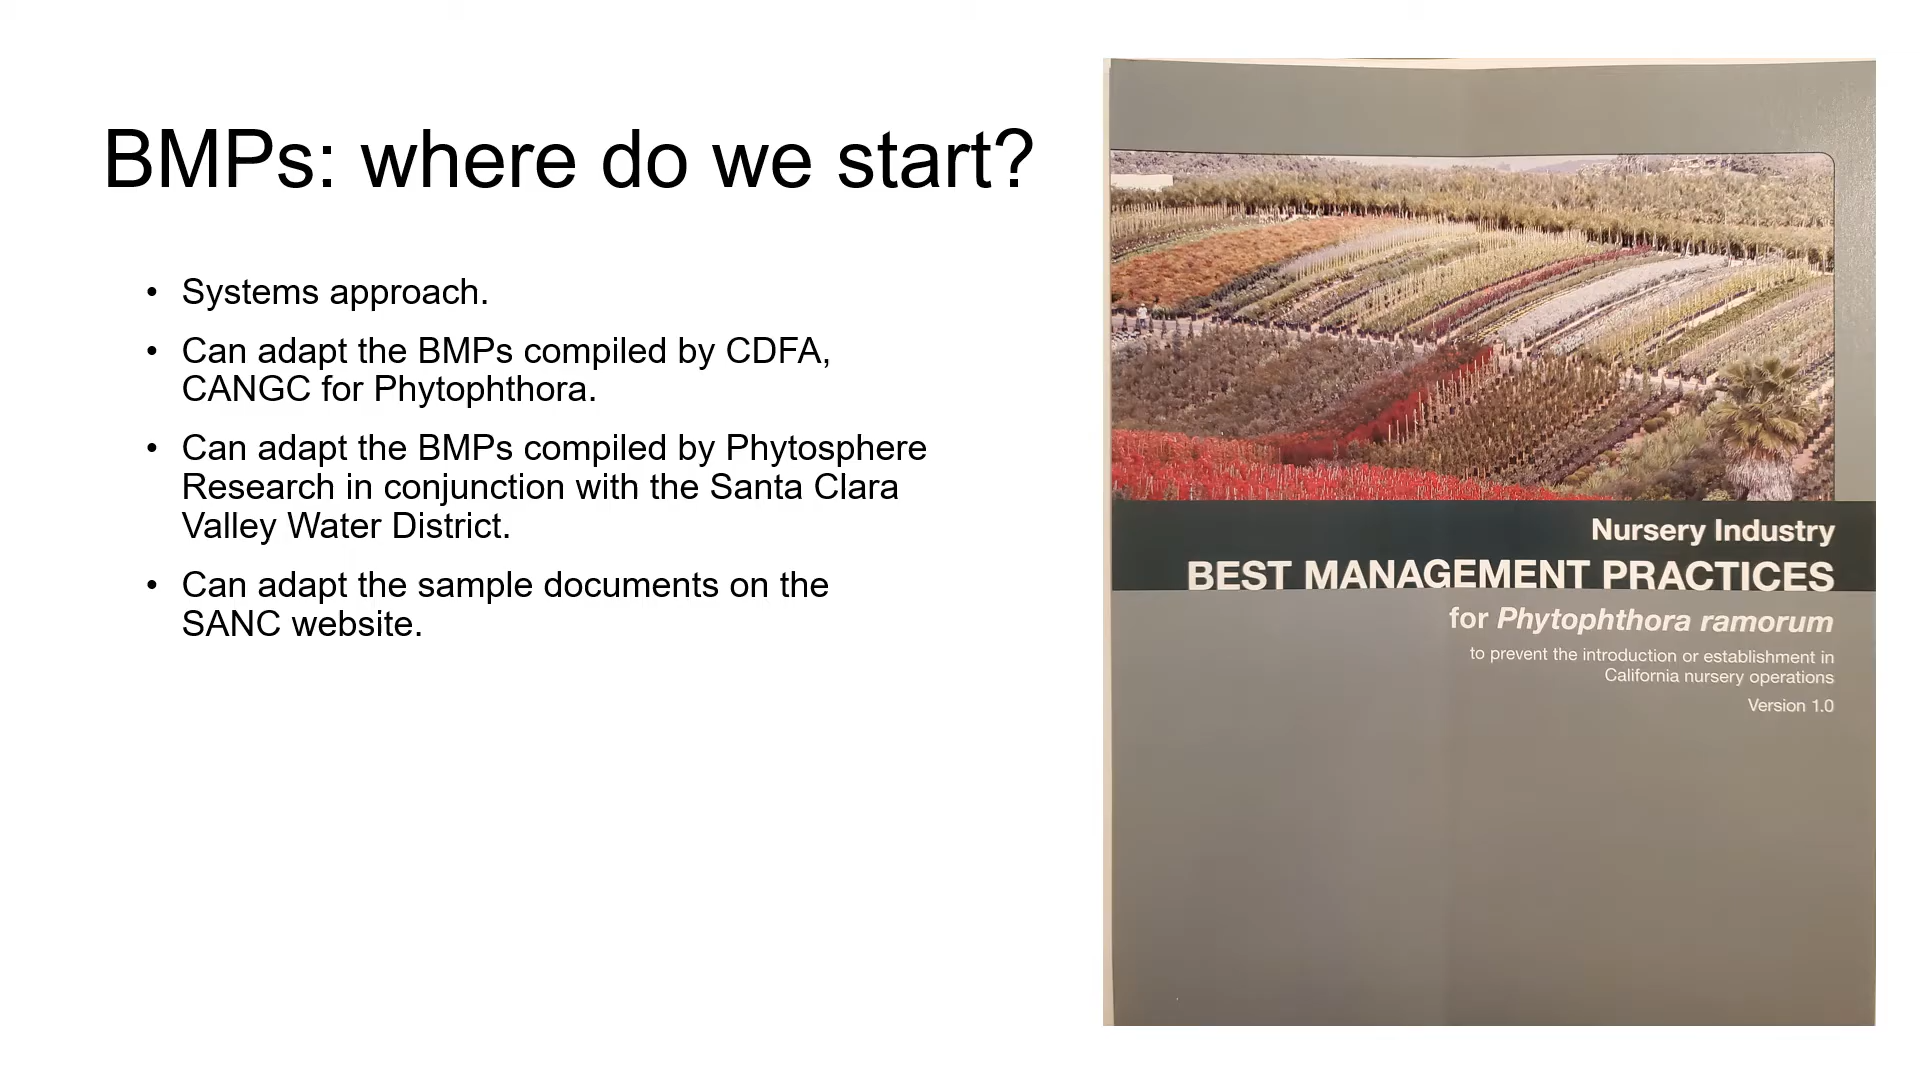 BMPs: where do we start?
• Systems approach.
• Can adapt the BMPs compiled by CDFA,
CANGC for Phytophthora.
• Can adapt the BMPs compiled by Phytosphere
Research in conjunction with the Santa Clara
Valley Water District.
• Can adapt the sample documents on the
SANC website.
Nursery Industry
BEST MANAGEMENT PRACTICES
for Phytophthora ramorum
to prevent the introduction or establishment in
California nursery operations
Version 1.0